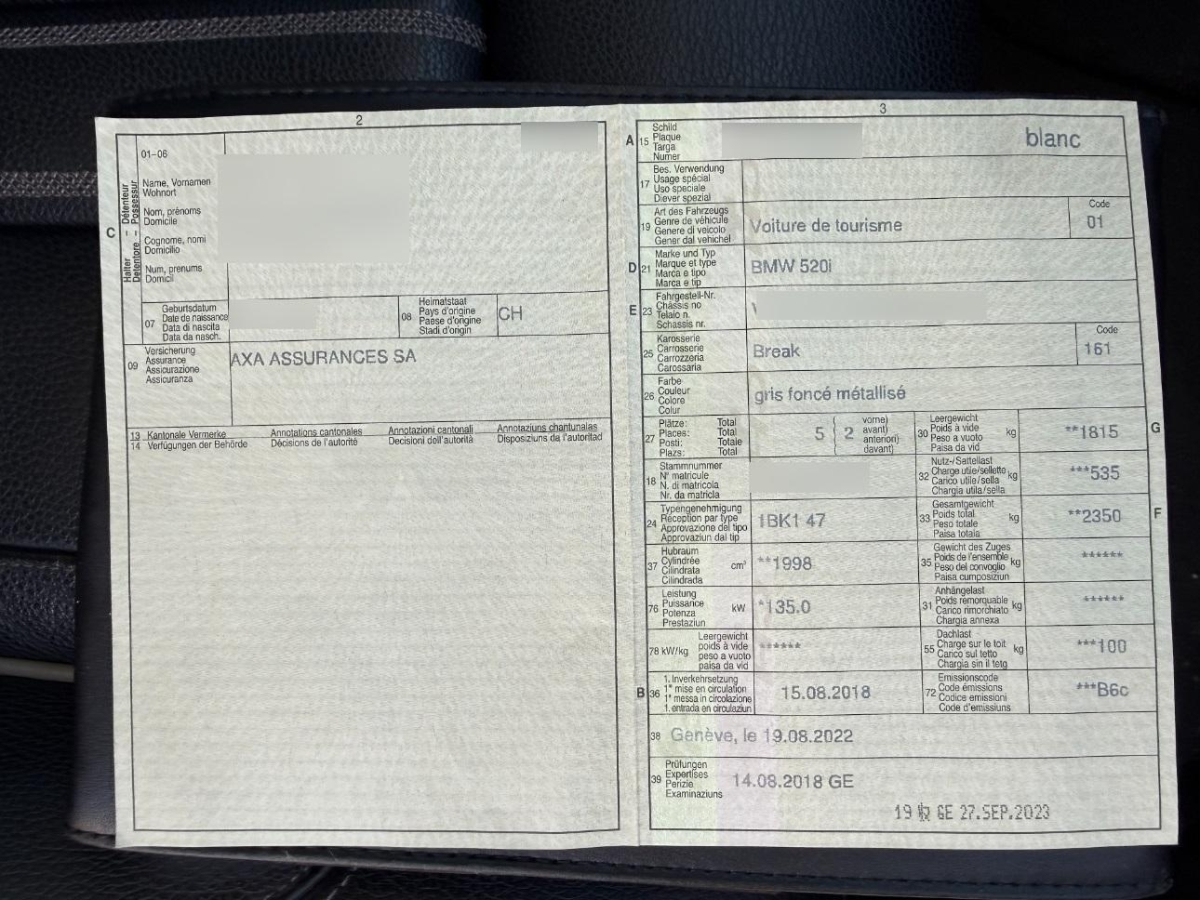 2
01-06
C
Halter – Détenteur
Detentore – Possessur
Name, Vornamen
Wohnort
Nom, prénoms
Domicile
Cognome, nomi
Domicilio
Num, prenums
Domicil
07
Geburtsdatum
Date de naissance
Data di nascita
Data da nasch.
08
Heimatstaat
Pays d'origine
Paese d'origine
Stadi d'origin
CH
09
Versicherung
Assurance
Assicurazione
Assicuranza
AXA ASSURANCES SA
13 Kantonale Vermerke Annotations cantonales Annotazioni cantonali Annotaziuns chantunalas
14 Verfügungen der Behörde Décisions de l'autorité Decisioni dell'autorità Disposiziuns da l'autoritad
3
A 15
Schild
Plaque
Targa
Numer
blanc
17
Bes. Verwendung
Usage spécial
Uso speciale
Diever spezial
19
Art des Fahrzeugs
Genre de véhicule
Genere di veicolo
Gener dal vehichel
Voiture de tourisme
Code
01
D 21
Marke und Typ
Marque et type
Marca e tipo
Marca e tip
BMW 520i
E 23
Fahrgestell-Nr.
Châssis no
Telaio n.
Schassis nr.
25
Karosserie
Carrosserie
Carrozzeria
Carossaria
Break
Code
161
26
Farbe
Couleur
Colore
Colur
gris foncé métallisé
27
Plätze: Total
Places: Total
Posti: Totale
Plazs: Total
5 { 2
vorne)
avant)
anteriori)
davant)
30
Leergewicht
Poids à vide
Peso a vuoto
Paisa da vid
kg
**1815
G
18
Stammnummer
N° matricule
N. di matricola
Nr. da matricla
32
Nutz-/Sattellast
Charge utile/sellette
Carico utile/sella
Chargia utila/sella
kg
***535
24
Typengenehmigung
Réception par type
Approvazione del tipo
Approvaziun dal tip
1BK1 47
33
Gesamtgewicht
Poids total
Peso totale
Paisa totala
kg
**2350
F
37
Hubraum
Cylindrée
Cilindrata
Cilindrada
cm³
**1998
35
Gewicht des Zuges
Poids de l'ensemble
Peso del convoglio
Paisa cumposiziun
kg
******
76
Leistung
Puissance
Potenza
Prestaziun
kW
*135.0
31
Anhängelast
Poids remorquable
Carico rimorchiato
Chargia annexa
kg
******
78 kW/kg
Leergewicht
poids à vide
peso a vuoto
paisa da vid
******
55
Dachlast
Charge sur le toit
Carico sul tetto
Chargia sin il tetg
kg
***100
B 36
1. Inverkehrsetzung
1re mise en circulation
1a messa in circolazione
1. entrada en circulaziun
15.08.2018
72
Emissionscode
Code émissions
Codice emissioni
Code d'emissiuns
***B6c
38 Genève, le 19.08.2022
39
Prüfungen
Expertises
Perizie
Examinaziuns
14.08.2018 GE
19 GE 27.SEP.2023